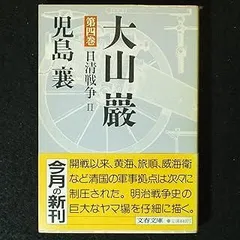 大山巌
第四巻
日清戦争Ⅱ
児島襄
今月の新刊
開戦以来、黄海、旅順、威海衛
など清国の軍事拠点は次々に
制圧された。明治戦争史の
巨大なヤマ場を仔細に描く。
文春文庫